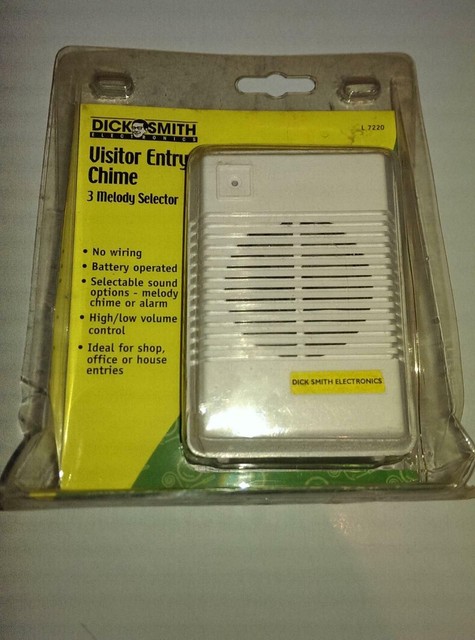 DICK SMITH
ELECTRONICS
L 7220
Visitor Entry
Chime
3 Melody Selector
• No wiring
• Battery operated
• Selectable sound
options - melody
chime or alarm
• High/low volume
control
• Ideal for shop,
office or house
entries
DICK SMITH ELECTRONICS